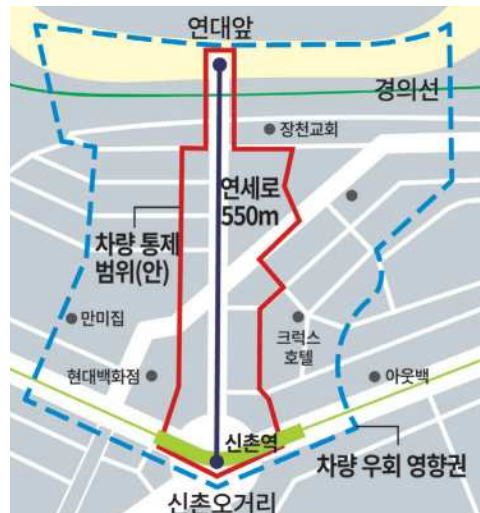 연대앞
경의선
장천교회
연세로
550m
차량 통제
범위(안)
만미집
크럭스
호텔
현대백화점
아웃백
신촌역
차량 우회 영향권
신촌오거리